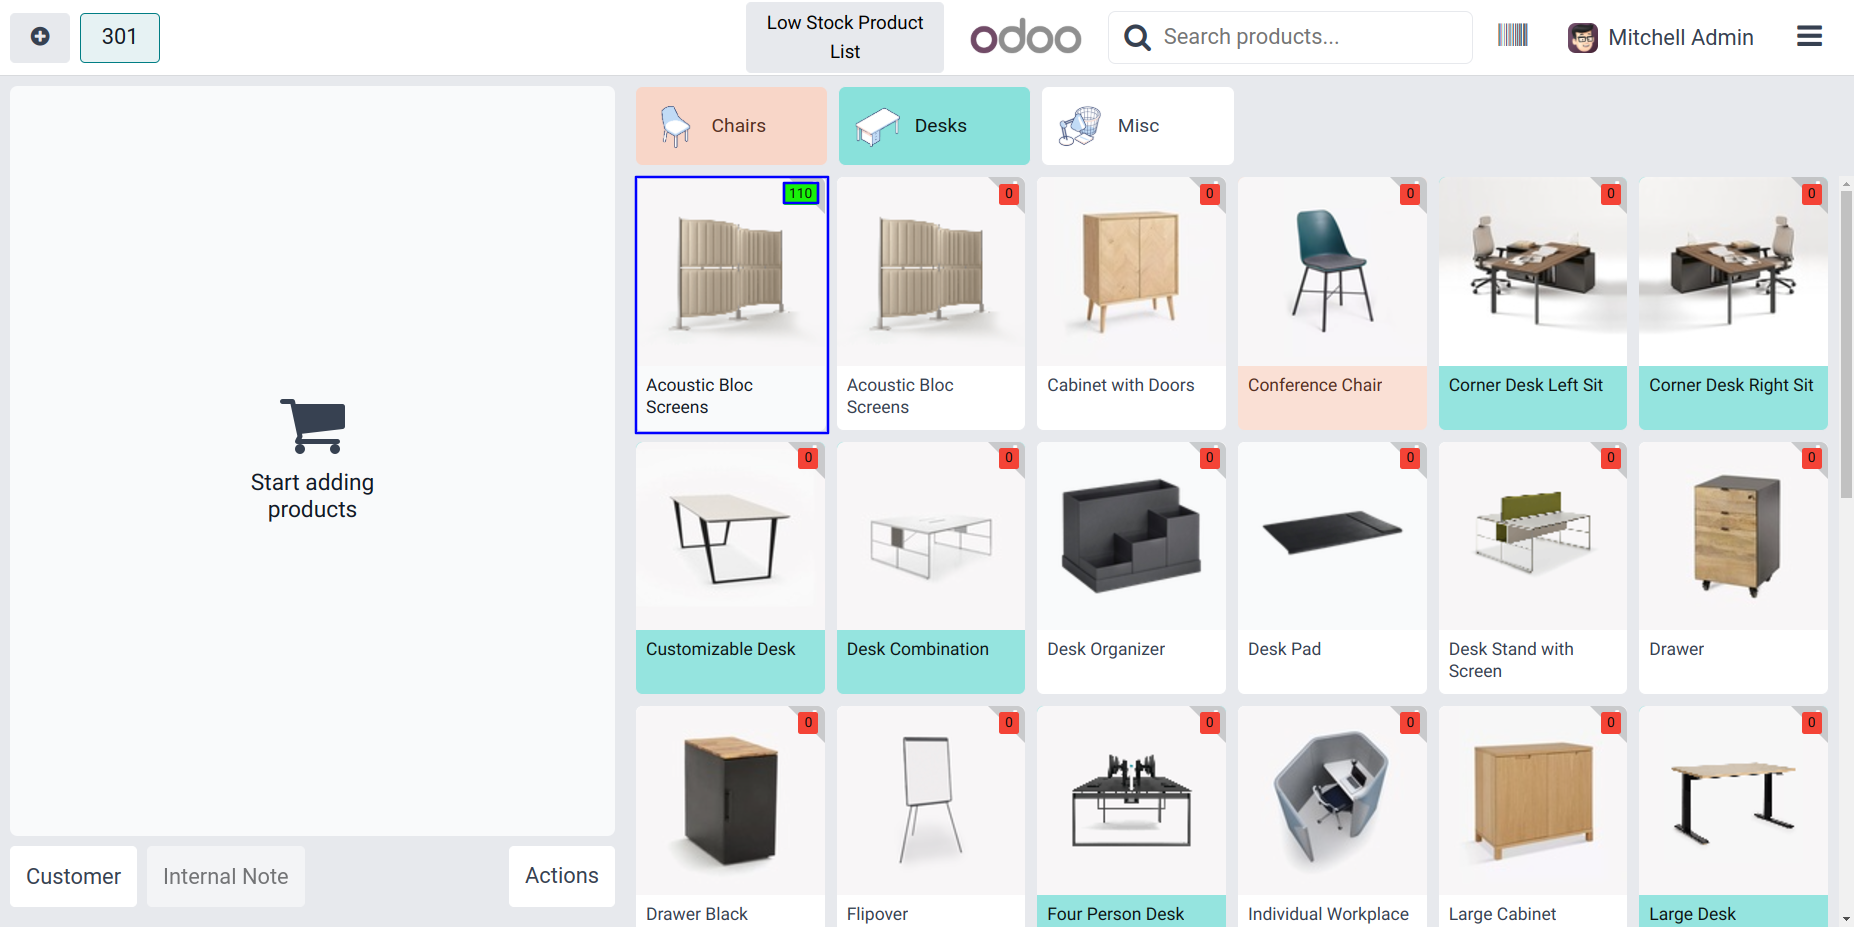 301
Low Stock Product
List
odoo
Search products...
Mitchell Admin
Chairs
Desks
Misc
110
0
0
0
0
0
Acoustic Bloc
Screens
Acoustic Bloc
Screens
Cabinet with Doors
Conference Chair
Corner Desk Left Sit
Corner Desk Right Sit
Start adding
products
0
0
0
0
0
0
Customizable Desk
Desk Combination
Desk Organizer
Desk Pad
Desk Stand with
Screen
Drawer
0
0
0
0
0
0
Drawer Black
Flipover
Four Person Desk
Individual Workplace
Large Cabinet
Large Desk
Customer
Internal Note
Actions